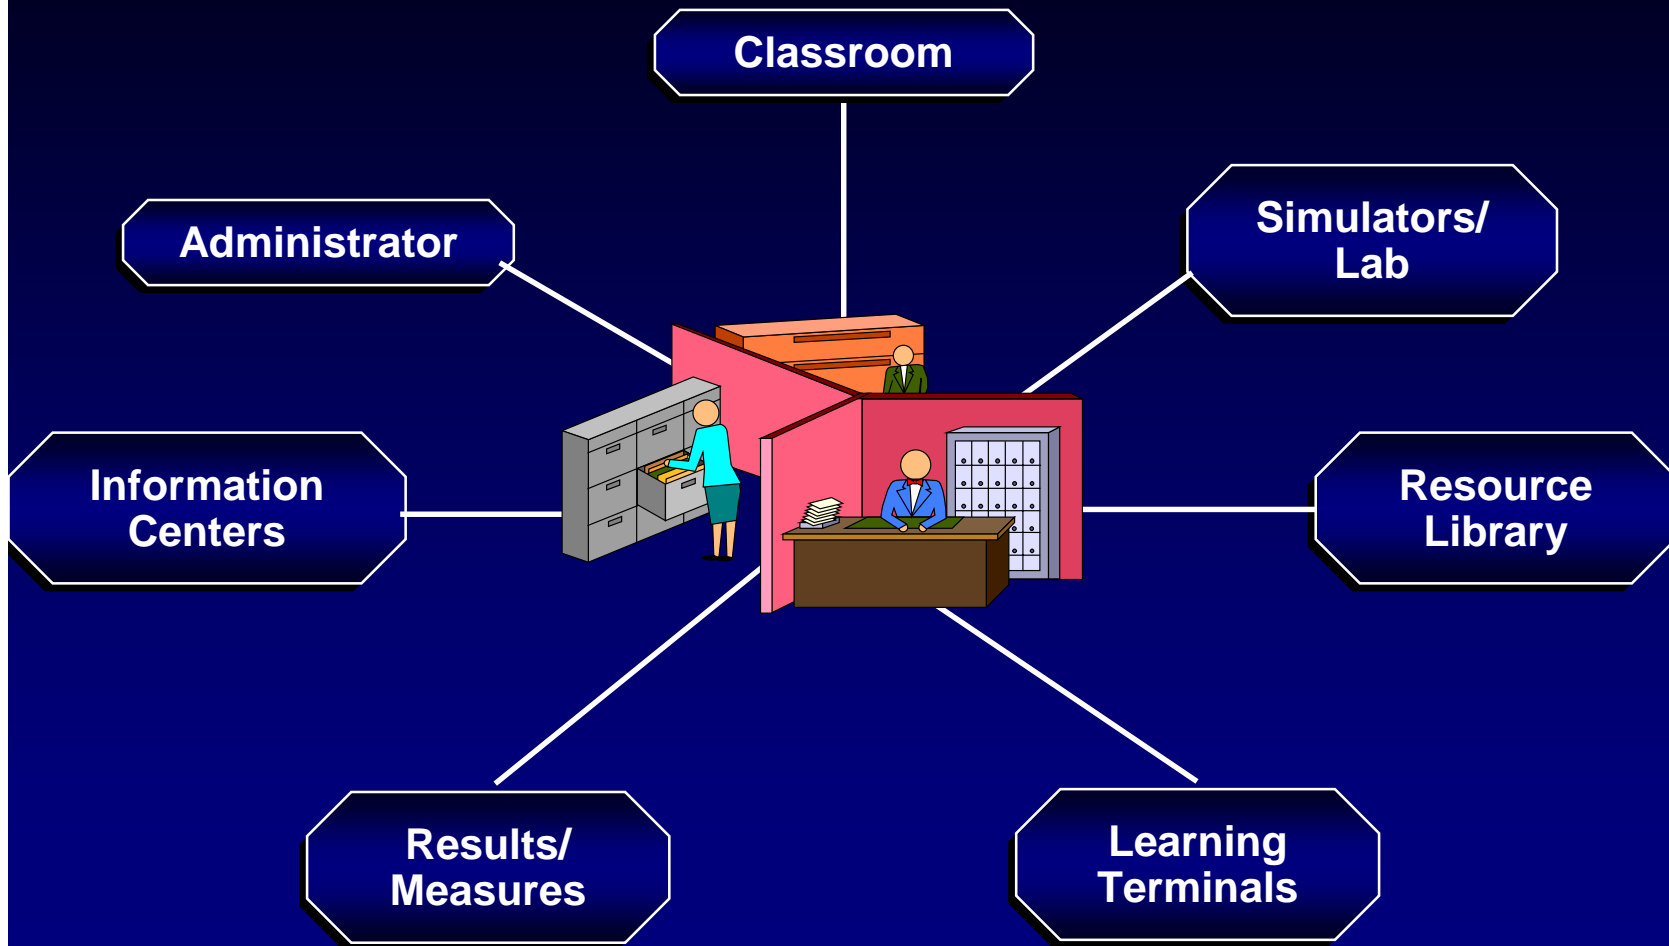 Classroom
Administrator
Simulators/
Lab
Information
Centers
Resource
Library
Results/
Measures
Learning
Terminals